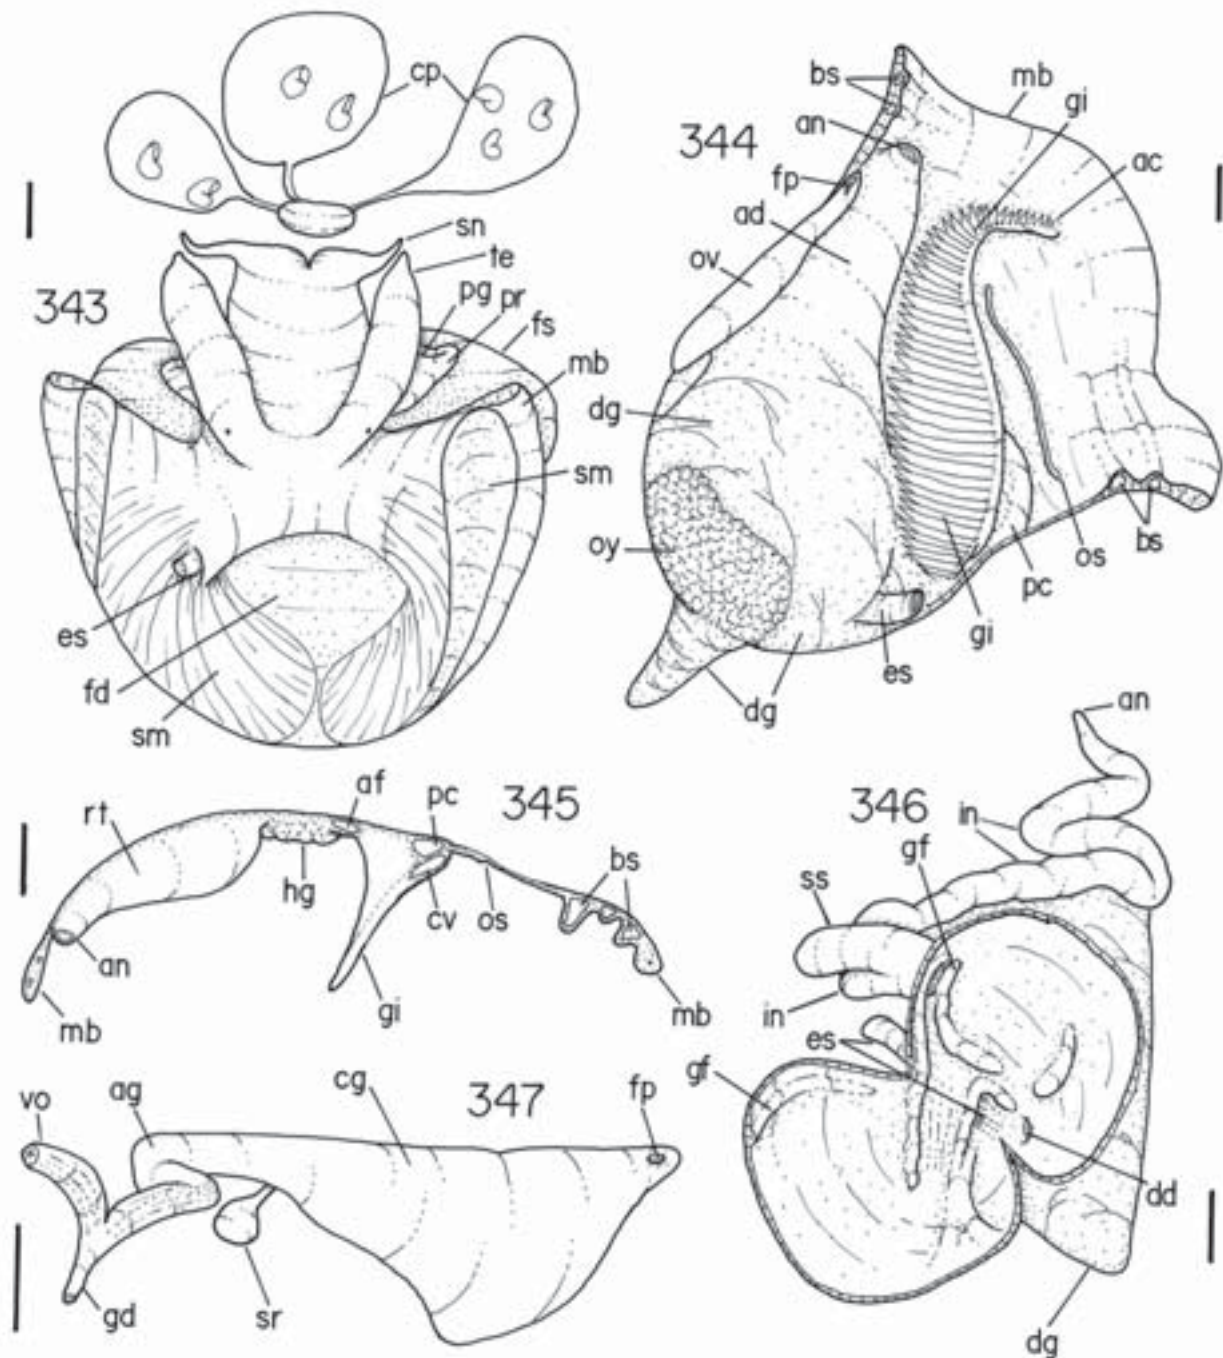 cp
343
sn
te
pg
pr
fs
mb
sm
es
fd
sm
344
bs
mb
gi
an
ac
fp
ad
ov
dg
oy
dg
es
gi
pc
os
bs
345
rt
af
pc
bs
hg
cv
os
an
mb
gi
mb
346
an
in
gf
ss
in
es
gf
dd
dg
347
vo
ag
cg
fp
gd
sr